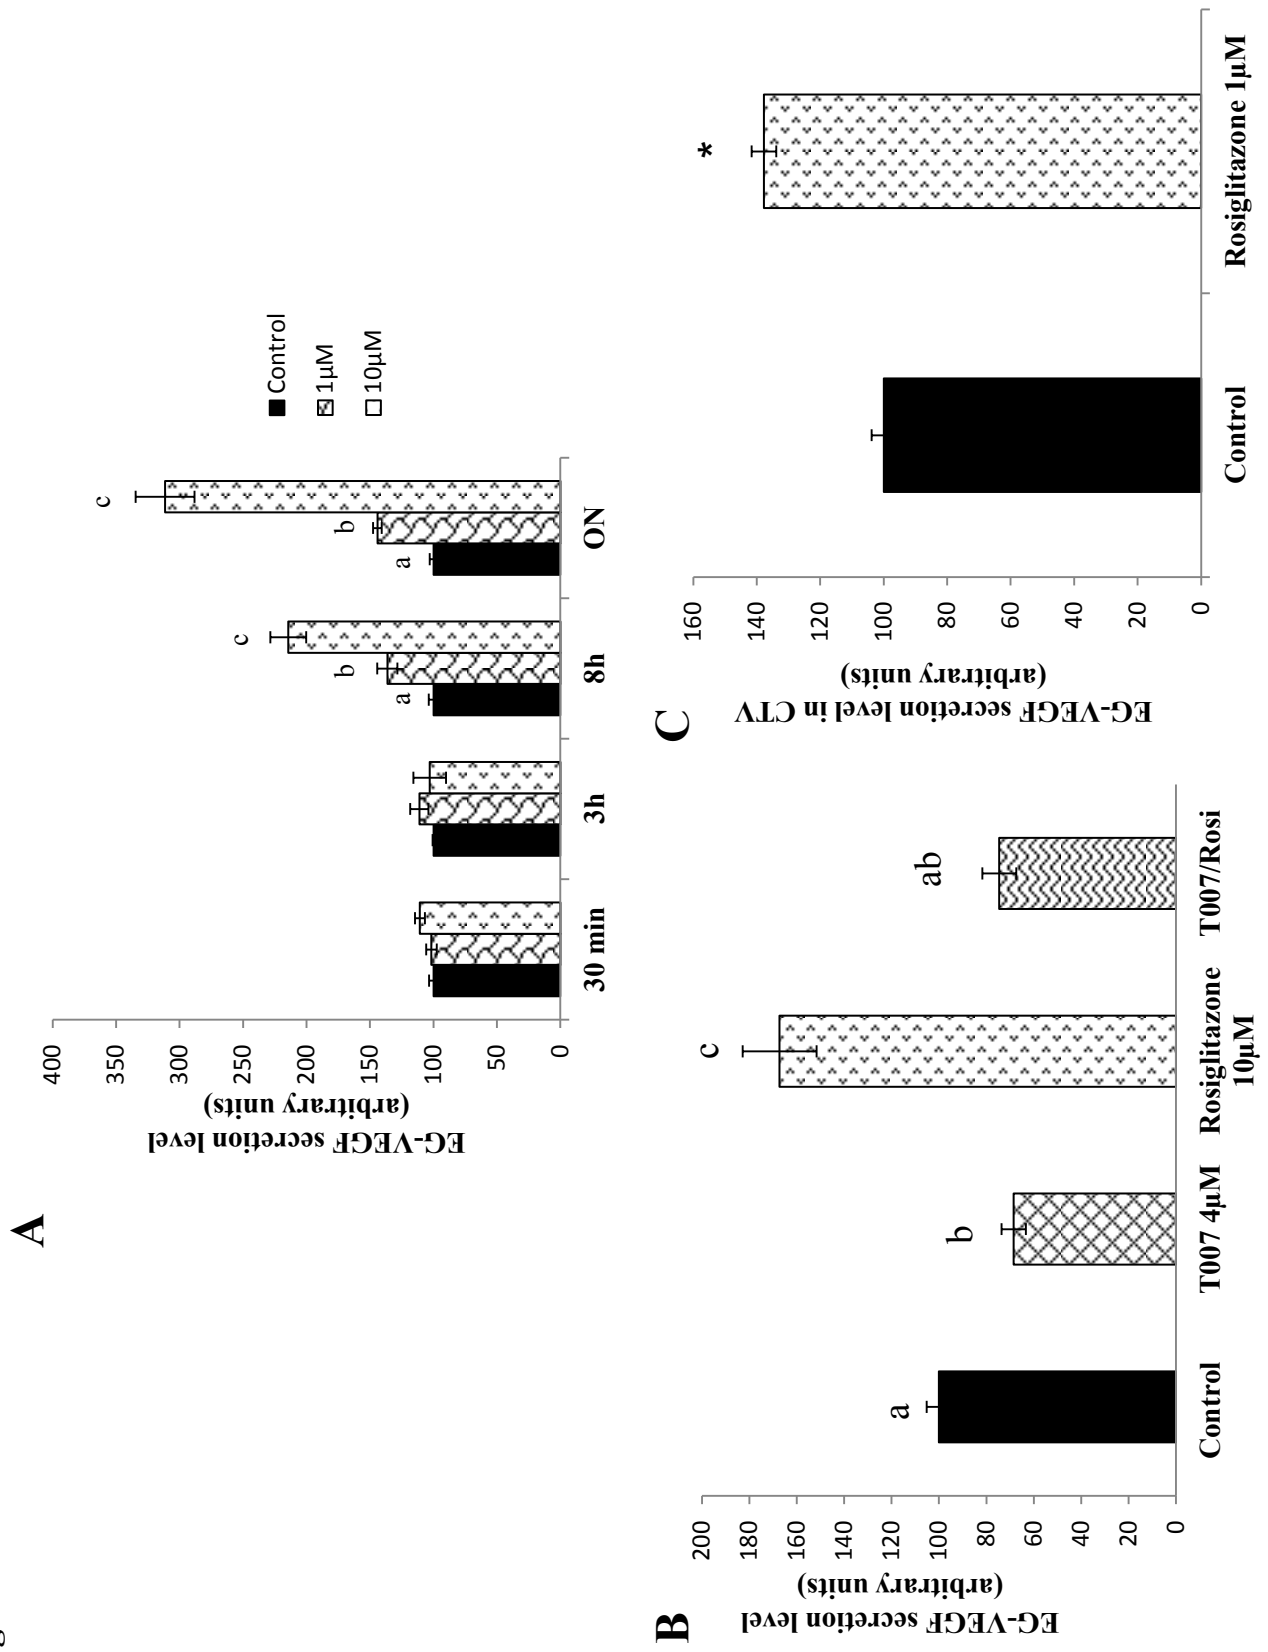 A
EG-VEGF secretion level
(arbitrary units)
400
350
300
250
200
150
100
50
0
a
b
c
a
b
c
30 min
3h
8h
ON
Control
1μM
10μM
B
EG-VEGF secretion level
(arbitrary units)
200
180
160
140
120
100
80
60
40
20
0
a
b
c
ab
Control
T007 4μM
Rosiglitazone
10μM
T007/Rosi
C
EG-VEGF secretion level in CTV
(arbitrary units)
160
140
120
100
80
60
40
20
0
*
Control
Rosiglitazone 1μM